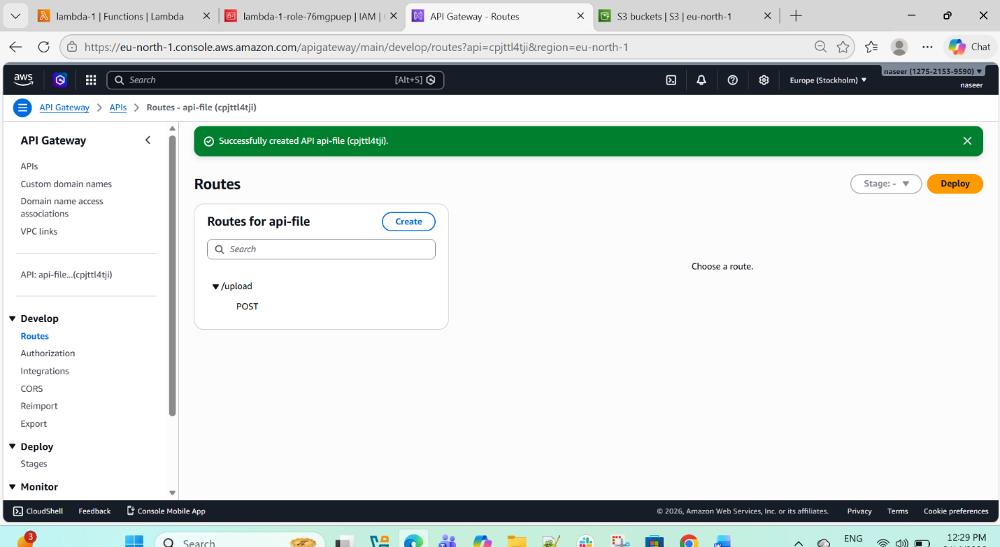 lambda-1 | Functions | Lambda
lambda-1-role-76mgpuep | IAM |
API Gateway - Routes
S3 buckets | S3 | eu-north-1
https://eu-north-1.console.aws.amazon.com/apigateway/main/develop/routes?api=cpjttl4tji&region=eu-north-1
Chat
aws
Search
[Alt+S]
Europe (Stockholm)
naseer (1275-2153-9590)
naseer
API Gateway
APIs
Routes - api-file (cpjttl4tji)
API Gateway
APIs
Custom domain names
Domain name access
associations
VPC links
API: api-file...(cpjttl4tji)
Develop
Routes
Authorization
Integrations
CORS
Reimport
Export
Deploy
Stages
Monitor
Successfully created API api-file (cpjttl4tji).
Routes
Stage: -
Deploy
Routes for api-file
Create
Search
/upload
POST
Choose a route.
CloudShell
Feedback
Console Mobile App
© 2026, Amazon Web Services, Inc. or its affiliates.
Privacy
Terms
Cookie preferences
3
Search
ENG
12:29 PM